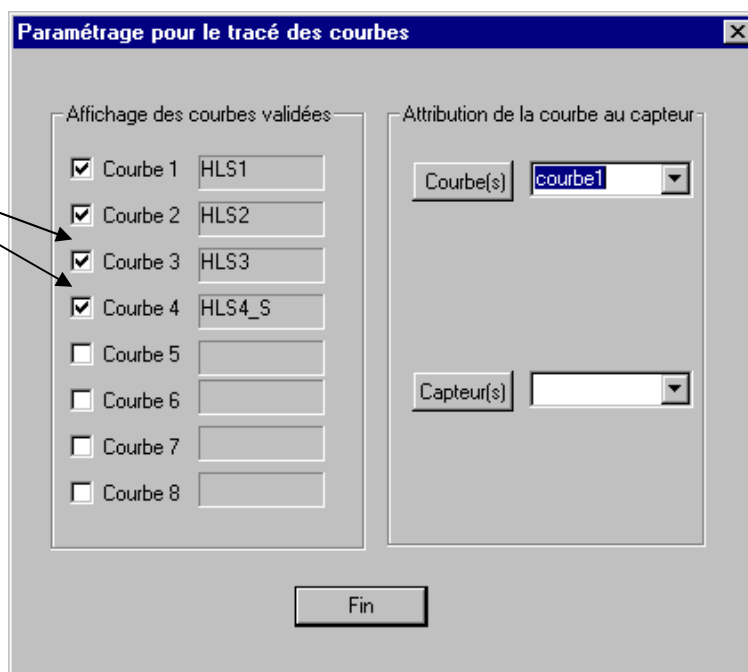 Paramétrage pour le tracé des courbes
Affichage des courbes validées
Courbe 1 HLS1
Courbe 2 HLS2
Courbe 3 HLS3
Courbe 4 HLS4_S
Courbe 5
Courbe 6
Courbe 7
Courbe 8
Attribution de la courbe au capteur
Courbe(s) courbe1
Capteur(s)
Fin